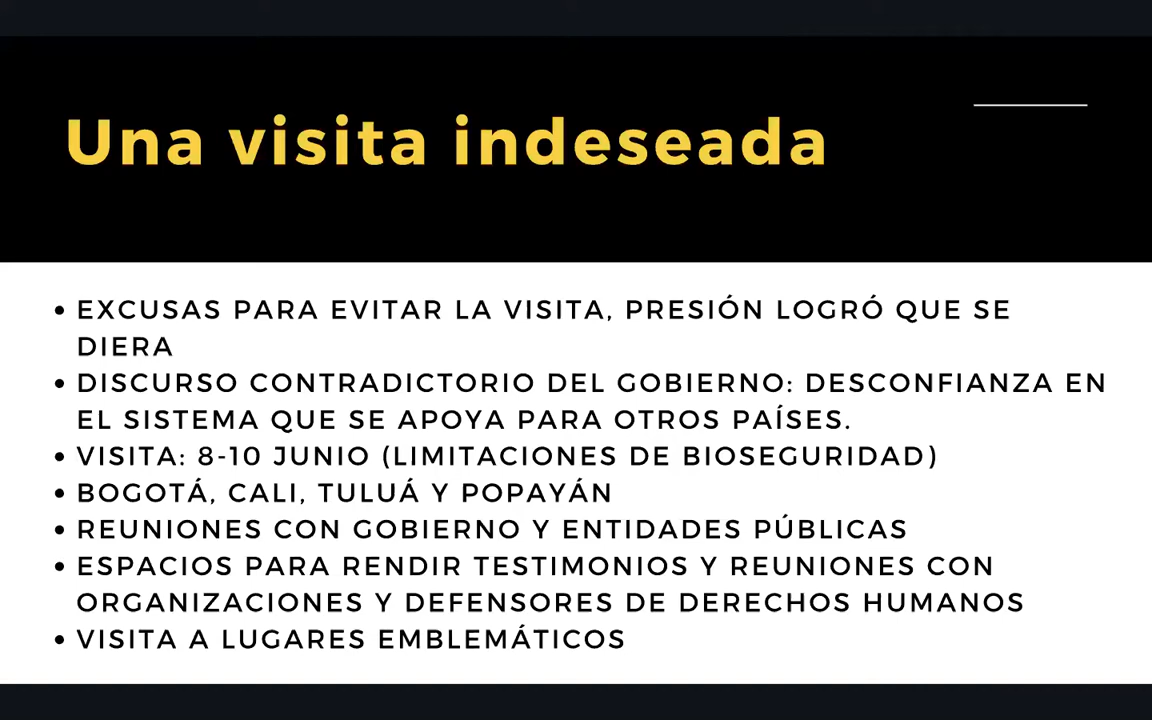 Una visita indeseada
• EXCUSAS PARA EVITAR LA VISITA, PRESIÓN LOGRÓ QUE SE
DIERA
• DISCURSO CONTRADICTORIO DEL GOBIERNO: DESCONFIANZA EN
EL SISTEMA QUE SE APOYA PARA OTROS PAÍSES.
• VISITA: 8-10 JUNIO (LIMITACIONES DE BIOSEGURIDAD)
• BOGOTÁ, CALI, TULUÁ Y POPAYÁN
• REUNIONES CON GOBIERNO Y ENTIDADES PÚBLICAS
• ESPACIOS PARA RENDIR TESTIMONIOS Y REUNIONES CON
ORGANIZACIONES Y DEFENSORES DE DERECHOS HUMANOS
• VISITA A LUGARES EMBLEMÁTICOS